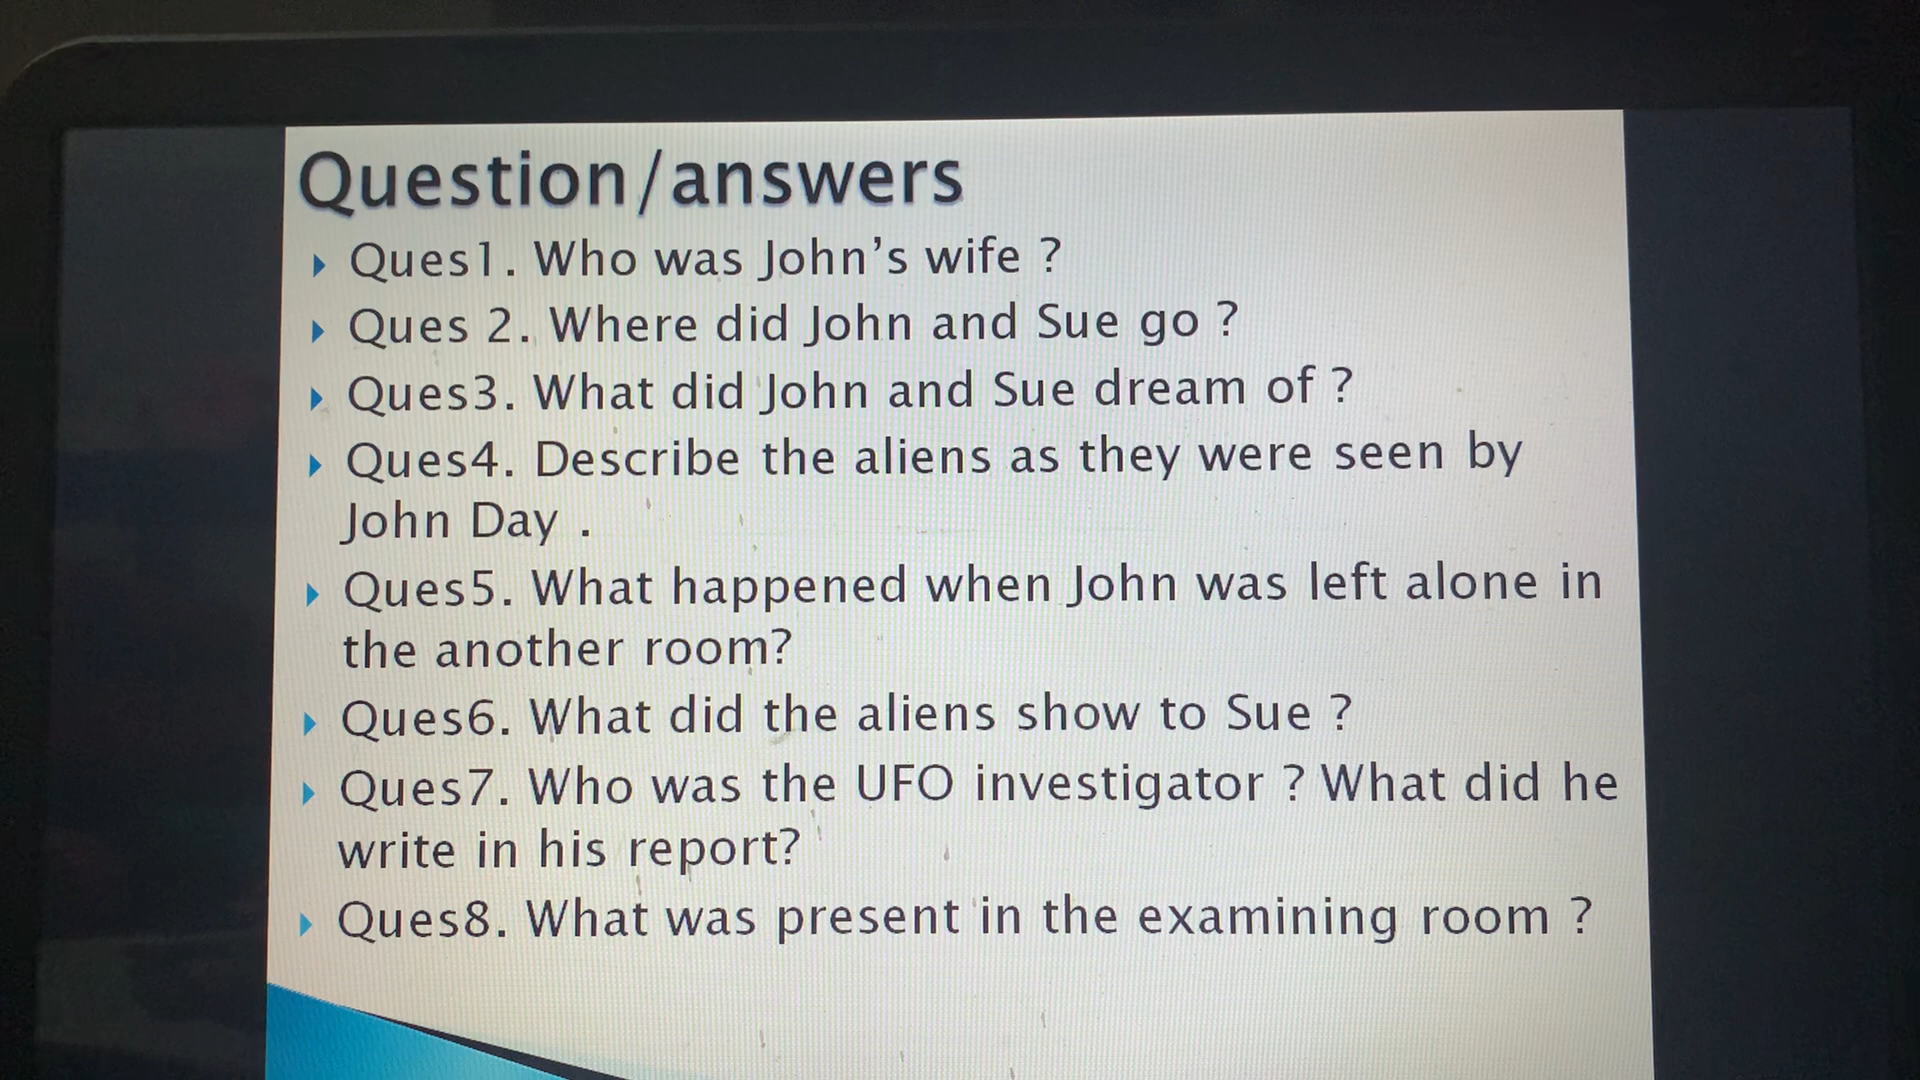 Question/answers
Ques1. Who was John's wife ?
Ques 2. Where did John and Sue go ?
Ques3. What did John and Sue dream of ?
Ques4. Describe the aliens as they were seen by
John Day .
Ques5. What happened when John was left alone in
the another room?
Ques6. What did the aliens show to Sue ?
Ques7. Who was the UFO investigator ? What did he
write in his report?
Ques8. What was present in the examining room ?